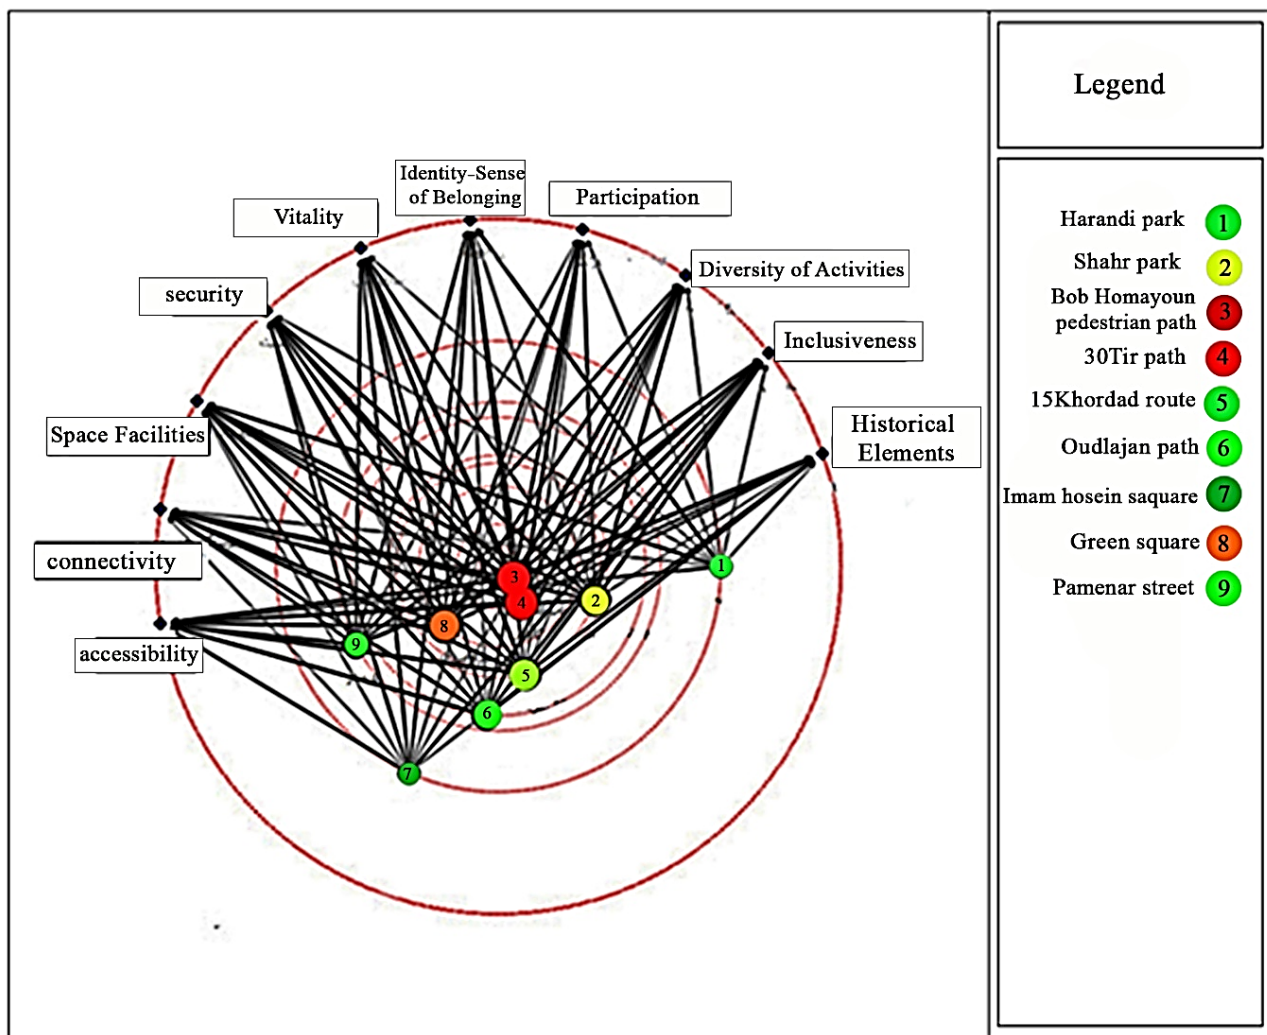 Legend
Identity-Sense
of Belonging
Participation
Vitality
Diversity of Activities
security
Inclusiveness
Historical
Elements
Space Facilities
connectivity
accessibility
3
4
1
2
8
9
5
6
7
Harandi park 1
Shahr park 2
Bob Homayoun
pedestrian path 3
30Tir path 4
15Khordad route 5
Oudlajan path 6
Imam hosein saquare 7
Green square 8
Pamenar street 9